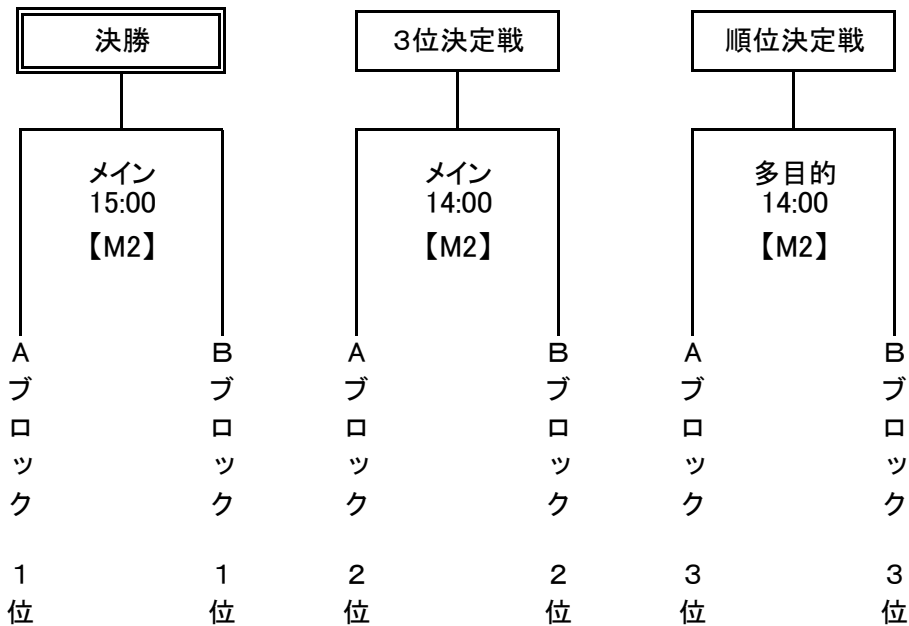 決勝
メイン
15:00
【M2】
Aブロック 1位
Bブロック 1位
3位決定戦
メイン
14:00
【M2】
Aブロック 2位
Bブロック 2位
順位決定戦
多目的
14:00
【M2】
Aブロック 3位
Bブロック 3位